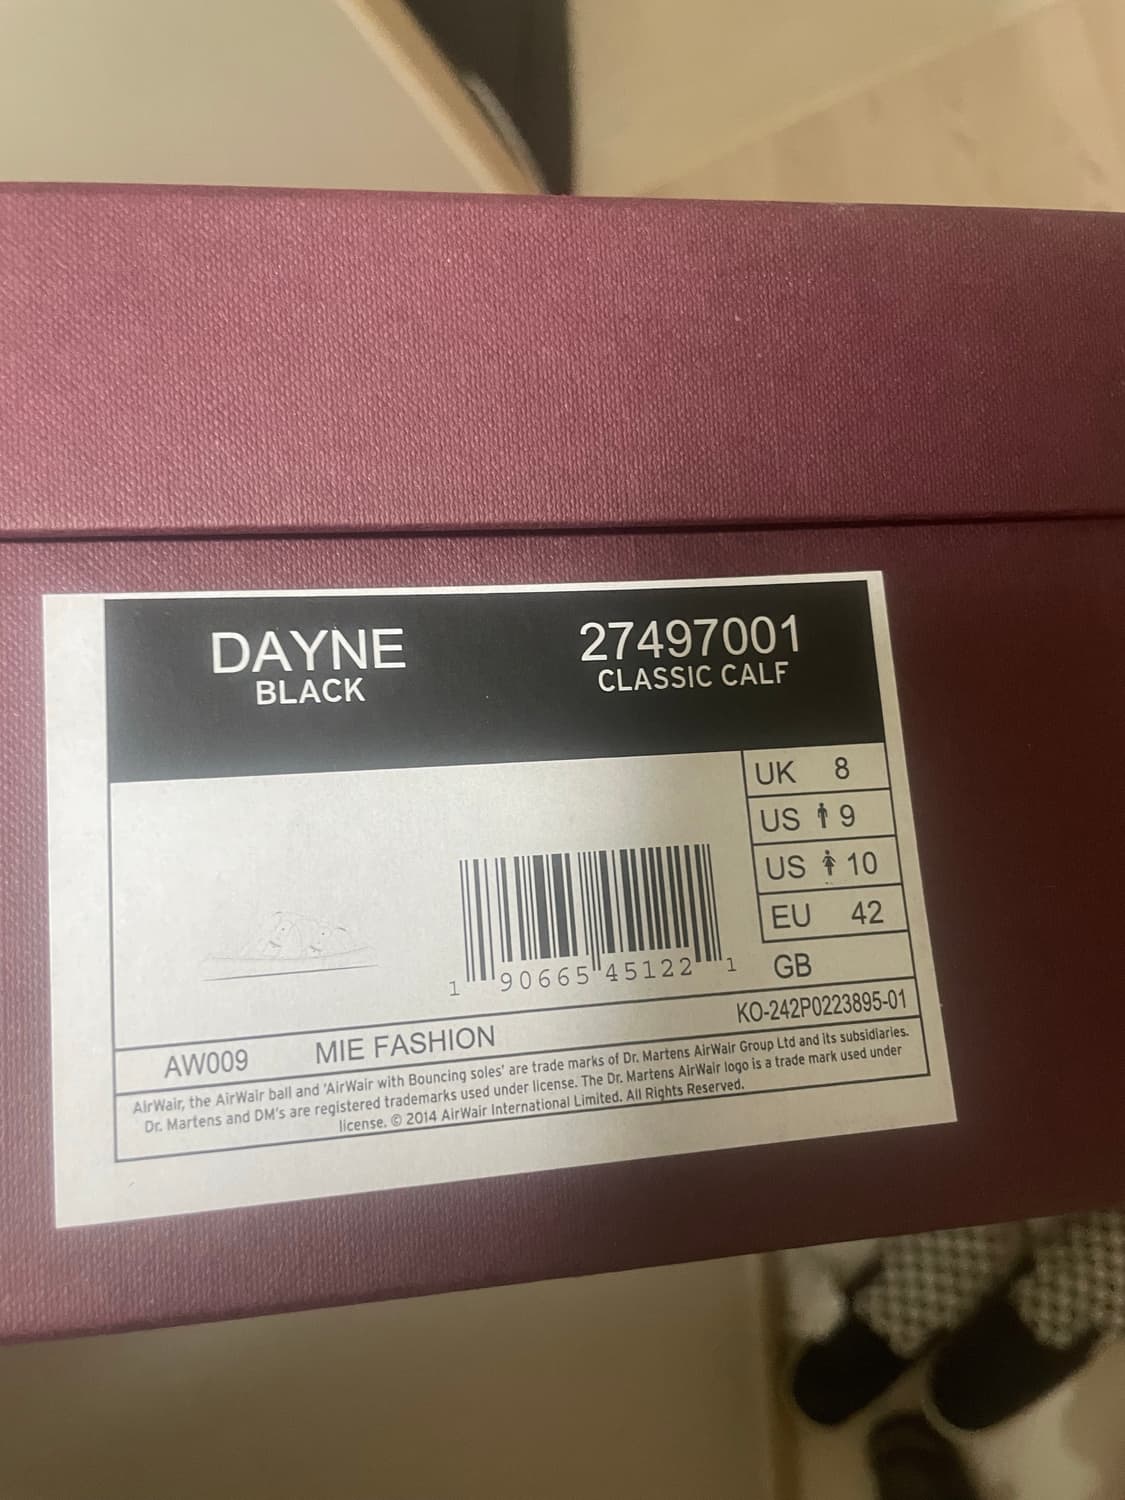 DAYNE
BLACK
27497001
CLASSIC CALF
UK 8
US 9
US 10
EU 42
GB
1 90665 45122 1
KO-242P0223895-01
AW009 MIE FASHION
AirWair, the AirWair ball and 'AirWair with Bouncing soles' are trade marks of Dr. Martens AirWair Group Ltd and its subsidiaries.
Dr. Martens and DM's are registered trademarks used under license. The Dr. Martens AirWair logo is a trade mark used under
license. © 2014 AirWair International Limited. All Rights Reserved.